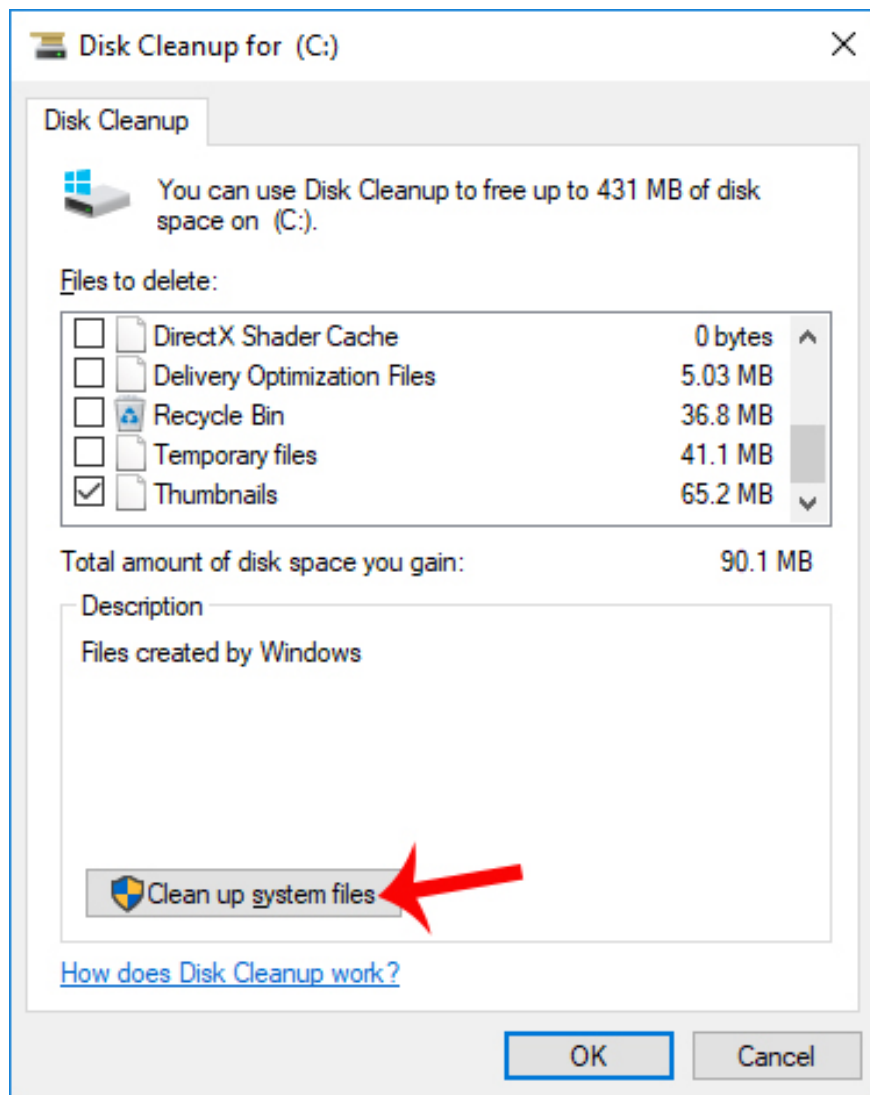 Disk Cleanup for (C:)
Disk Cleanup
You can use Disk Cleanup to free up to 431 MB of disk
space on (C:).
Files to delete:
DirectX Shader Cache 0 bytes
Delivery Optimization Files 5.03 MB
Recycle Bin 36.8 MB
Temporary files 41.1 MB
Thumbnails 65.2 MB
Total amount of disk space you gain: 90.1 MB
Description
Files created by Windows
Clean up system files
How does Disk Cleanup work?
OK Cancel